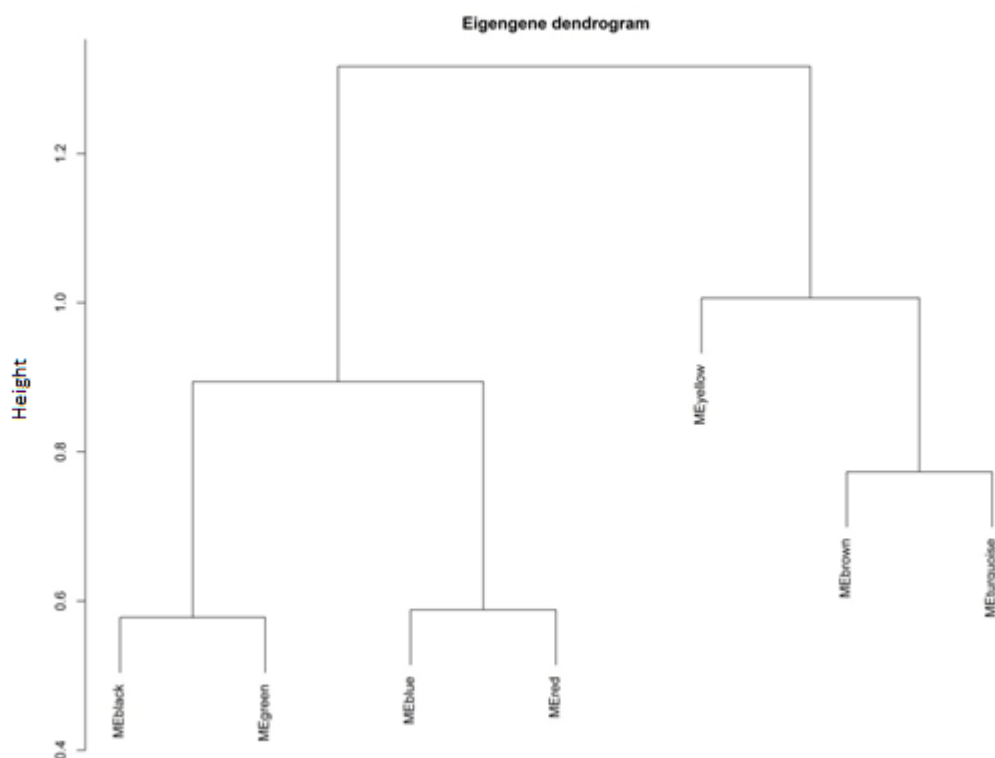 Eigengene dendrogram
Height
1.2
1.0
0.8
0.6
0.4
MEblack
MEgreen
MEblue
MEred
MEyellow
MEbrown
MEturquoise